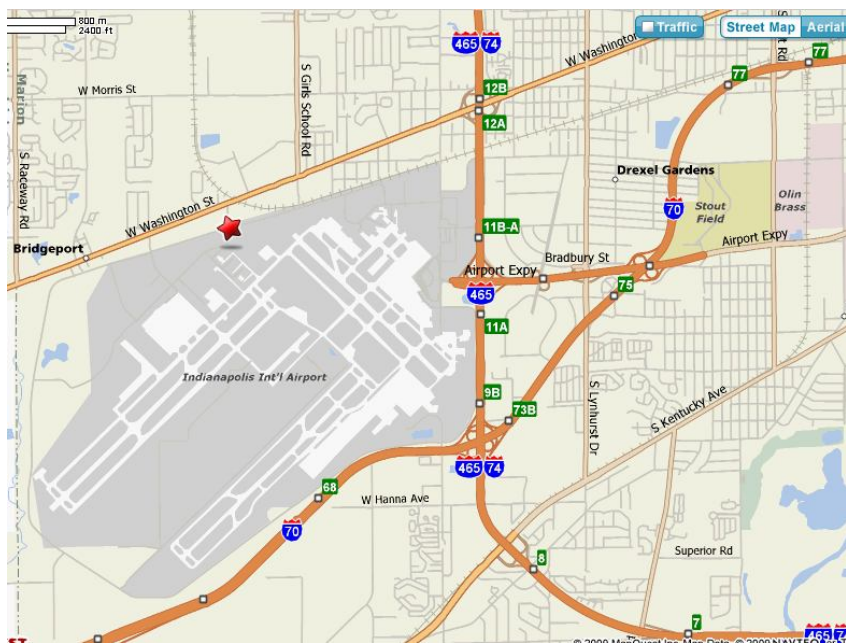 800 m
2400 ft
Traffic
Street Map
Aerial
465 74
W Washington
77
77
12B
W Morris St
S Girls School Rd
12A
Marion
S Raceway Rd
Drexel Gardens
Olin
Brass
Stout
Field
70
W Washington St
11B-A
Bridgeport
Airport Expy
Bradbury St
Airport Expy
465
75
11A
Indianapolis Int'l Airport
S Lynhurst Dr
S Kentucky Ave
9B
73B
465 74
68
W Hanna Ave
70
Superior Rd
8
7
465 74